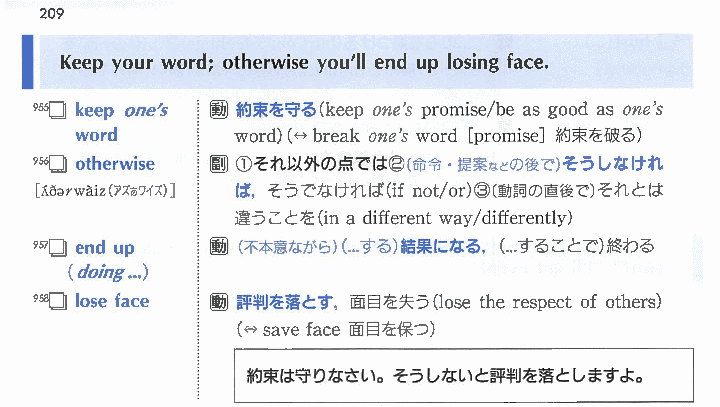 209
Keep your word; otherwise you'll end up losing face.
955 keep one's 動 約束を守る(keep one's promise/be as good as one's
word word) (↔ break one's word [promise] 約束を破る)
956 otherwise 副 ①それ以外の点では②(命令・提案などの後で)そうしなけれ
[ʌ́ðərwàiz(アズァワイズ)] ば, そうでなければ(if not/or)③(動詞の直後で)それとは
違うことを(in a different way/differently)
957 end up 動 (不本意ながら)(…する)結果になる, (…することで)終わる
(doing …)
958 lose face 動 評判を落とす, 面目を失う(lose the respect of others)
(↔ save face 面目を保つ)
約束は守りなさい。そうしないと評判を落としますよ。